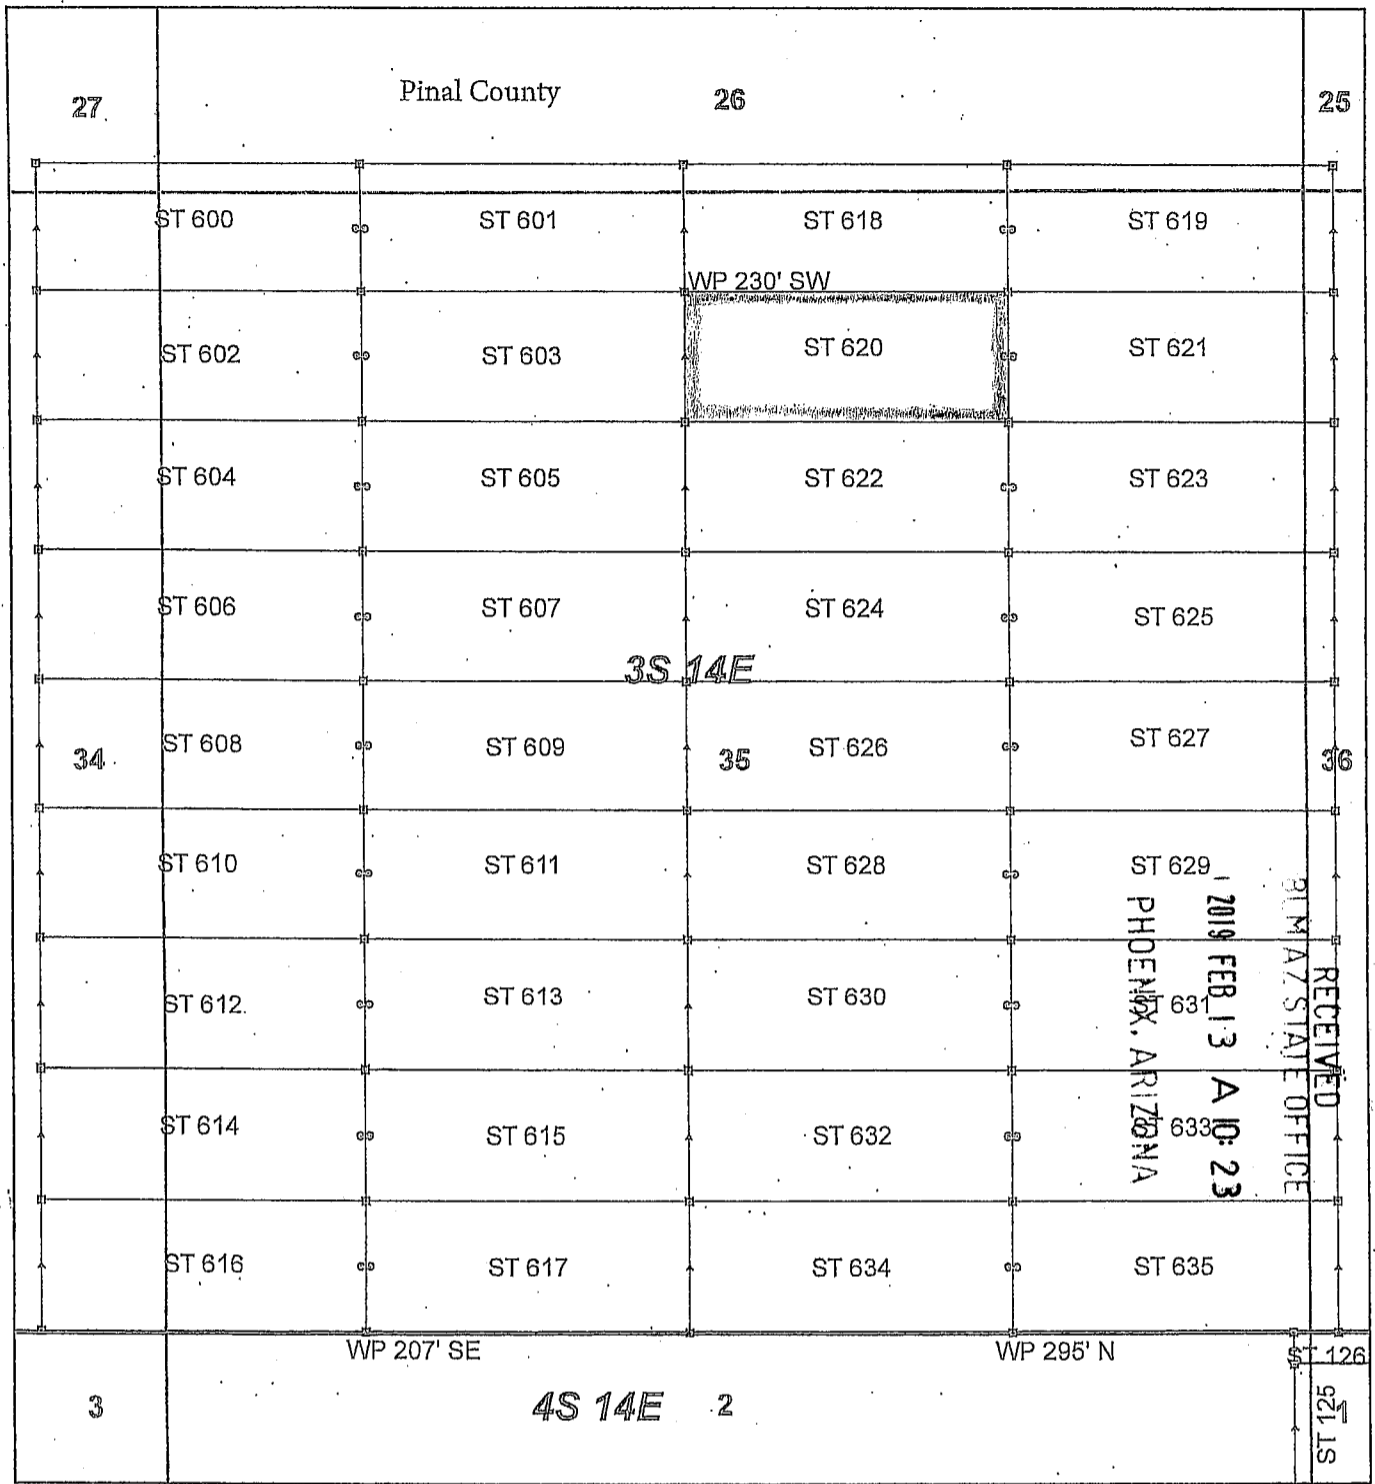 27 Pinal County 26 25
ST 600 ST 601 ST 618 ST 619
WP 230' SW
ST 602 ST 603 ST 620 ST 621
ST 604 ST 605 ST 622 ST 623
ST 606 ST 607 ST 624 ST 625
3S 14E
34 ST 608 ST 609 35 ST 626 ST 627 36
ST 610 ST 611 ST 628 ST 629
ST 612 ST 613 ST 630 ST 631
ST 614 ST 615 ST 632 ST 633
ST 616 ST 617 ST 634 ST 635
RECEIVED
BLM AZ STATE OFFICE
2019 FEB 13 A 10:23
PHOENIX, ARIZONA
WP 207' SE WP 295' N ST 126
3 4S 14E 2 ST 125 1